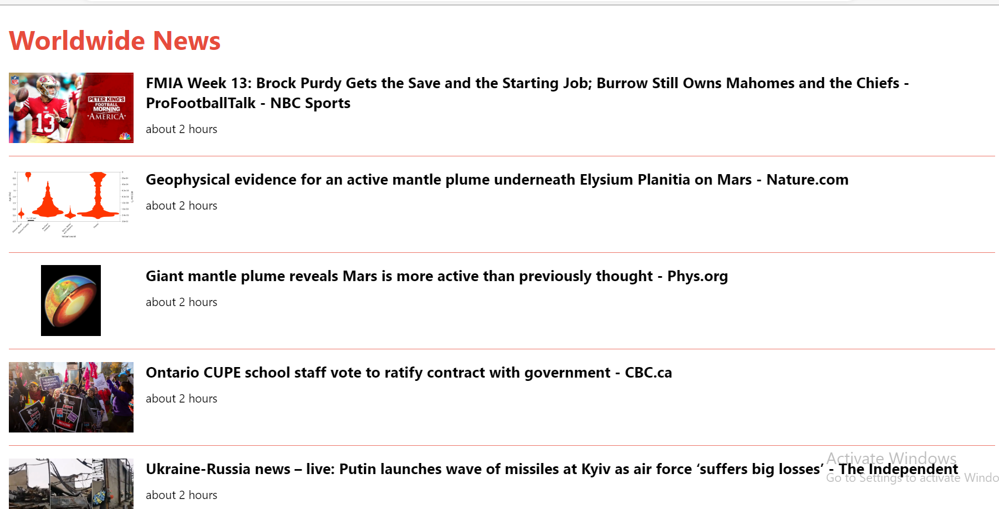 Worldwide News
NFL
PETER KING'S
FOOTBALL
MORNING
AMERICA
13
FMIA Week 13: Brock Purdy Gets the Save and the Starting Job; Burrow Still Owns Mahomes and the Chiefs -
ProFootballTalk - NBC Sports
about 2 hours
Geophysical evidence for an active mantle plume underneath Elysium Planitia on Mars - Nature.com
about 2 hours
Giant mantle plume reveals Mars is more active than previously thought - Phys.org
about 2 hours
Ontario CUPE school staff vote to ratify contract with government - CBC.ca
about 2 hours
Ukraine-Russia news – live: Putin launches wave of missiles at Kyiv as air force ‘suffers big losses’ - The Independent
about 2 hours
Activate Windows
Go to Settings to activate Windo